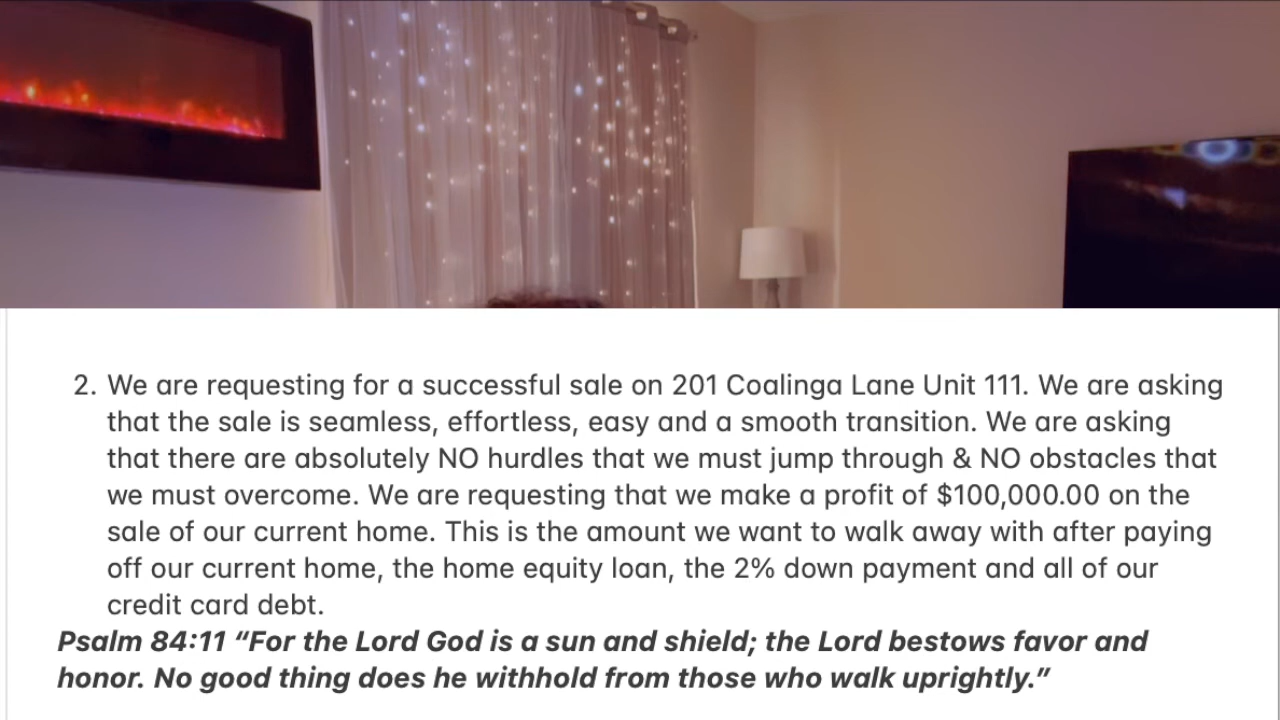 2. We are requesting for a successful sale on 201 Coalinga Lane Unit 111. We are asking
that the sale is seamless, effortless, easy and a smooth transition. We are asking
that there are absolutely NO hurdles that we must jump through & NO obstacles that
we must overcome. We are requesting that we make a profit of $100,000.00 on the
sale of our current home. This is the amount we want to walk away with after paying
off our current home, the home equity loan, the 2% down payment and all of our
credit card debt.
Psalm 84:11 “For the Lord God is a sun and shield; the Lord bestows favor and
honor. No good thing does he withhold from those who walk uprightly.”